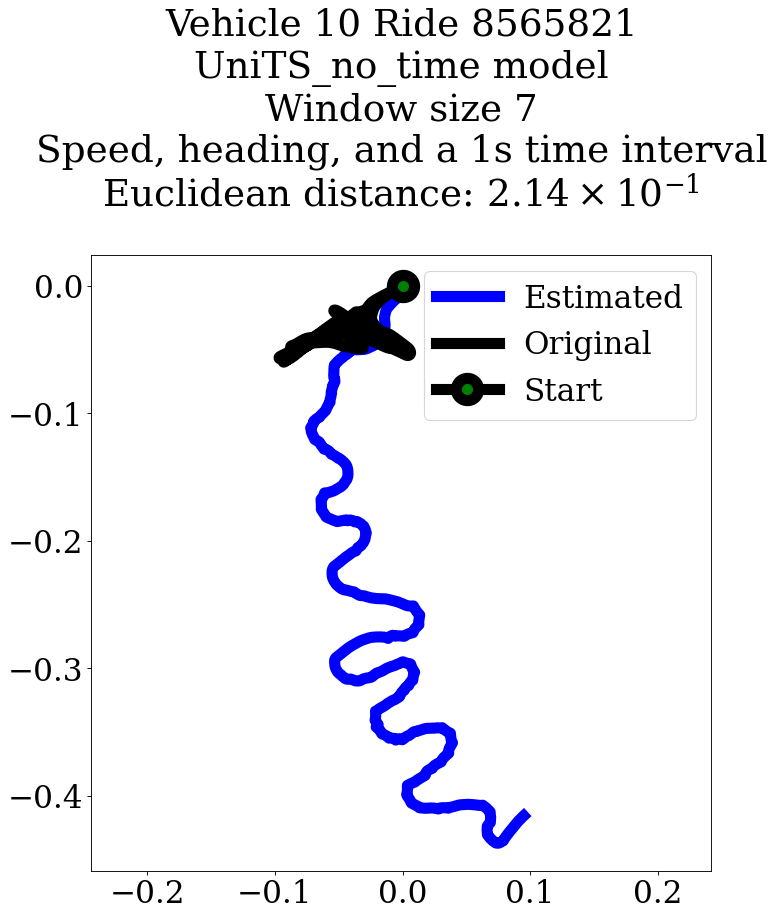 Vehicle 10 Ride 8565821
UniTS_no_time model
Window size 7
Speed, heading, and a 1s time interval
Euclidean distance: 2.14 × 10⁻¹
Estimated
Original
Start
0.0
−0.1
−0.2
−0.3
−0.4
−0.2 −0.1 0.0 0.1 0.2